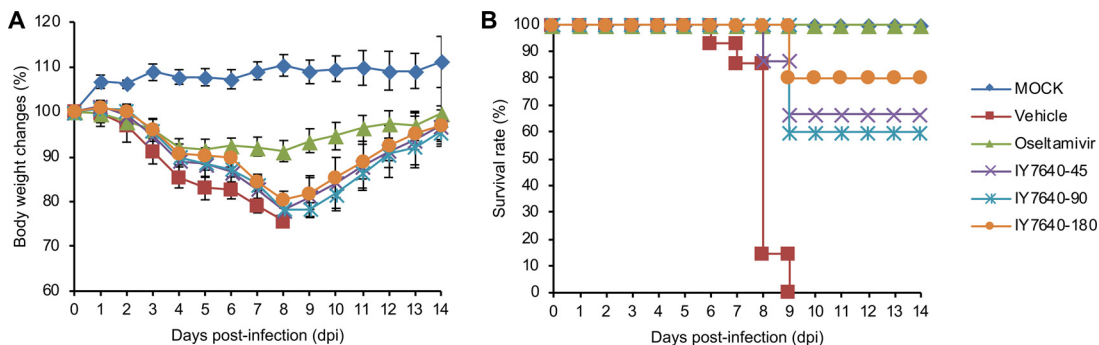 A
120
110
100
90
80
70
60
Body weight changes (%)
0 1 2 3 4 5 6 7 8 9 10 11 12 13 14
Days post-infection (dpi)
B
100
90
80
70
60
50
40
30
20
10
0
Survival rate (%)
0 1 2 3 4 5 6 7 8 9 10 11 12 13 14
Days post-infection (dpi)
MOCK
Vehicle
Oseltamivir
IY7640-45
IY7640-90
IY7640-180